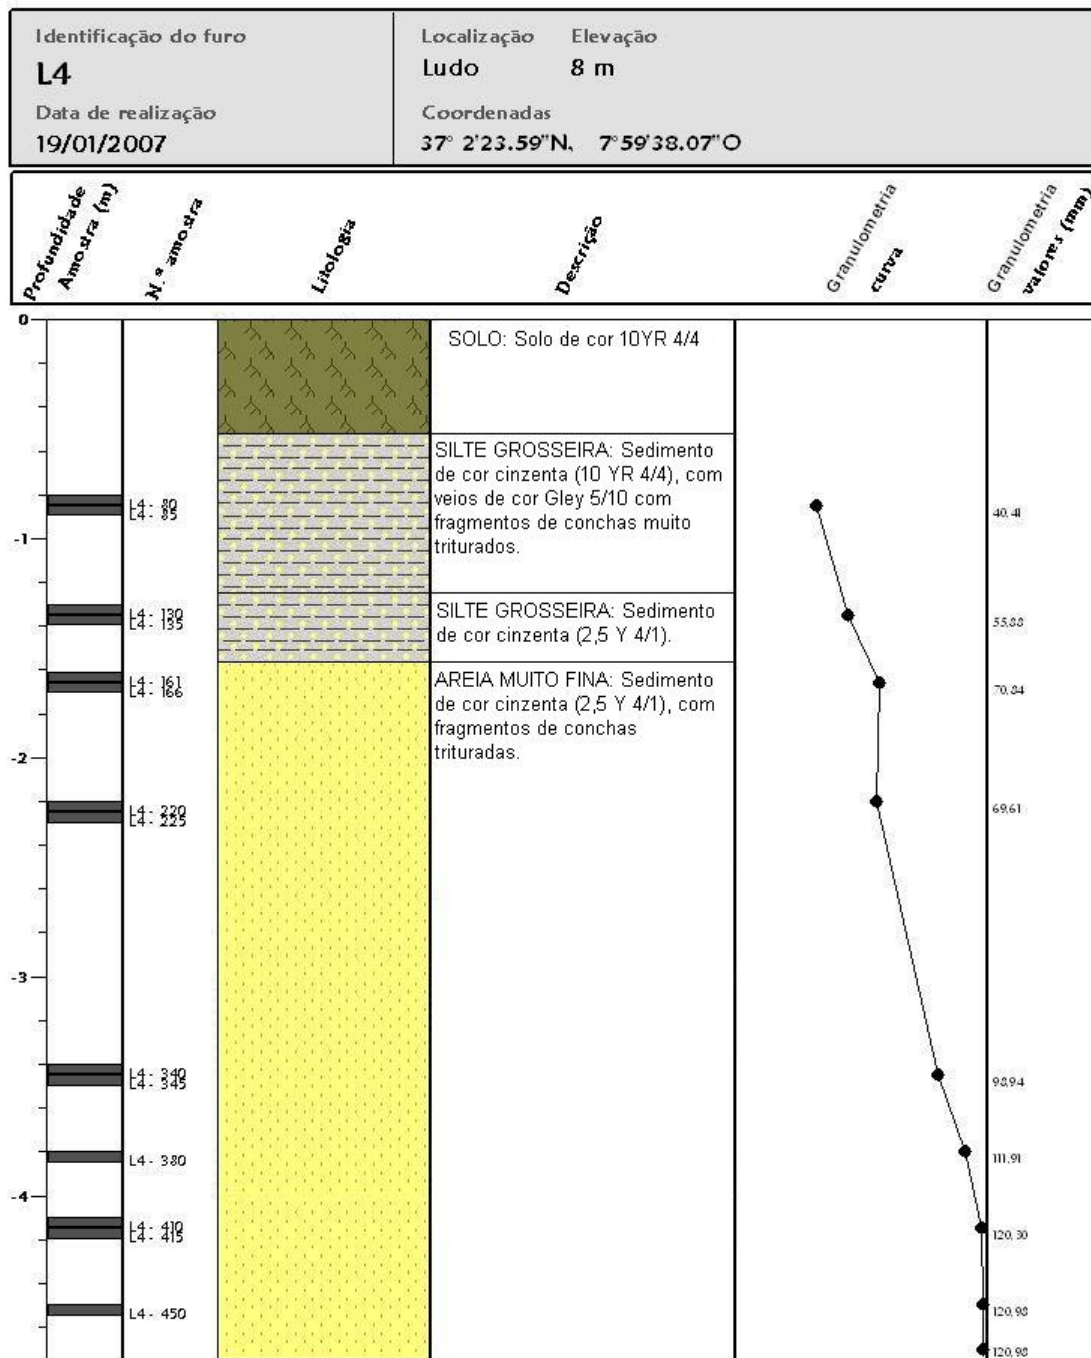 Identificação do furo
L4
Data de realização
19/01/2007
Localização Elevação
Ludo 8 m
Coordenadas
37° 2'23.59"N, 7°59'38.07"O
Profundidade
Amostra (m)
N.º amostra
Litologia
Descrição
Granulometria
curva
Granulometria
valores (mm)
0
SOLO: Solo de cor 10YR 4/4
SILTE GROSSEIRA: Sedimento
de cor cinzenta (10 YR 4/4), com
veios de cor Gley 5/10 com
fragmentos de conchas muito
triturados.
L4 - 80
L4 - 85
40,41
-1
SILTE GROSSEIRA: Sedimento
de cor cinzenta (2,5 Y 4/1).
L4 - 130
L4 - 135
55,88
AREIA MUITO FINA: Sedimento
de cor cinzenta (2,5 Y 4/1), com
fragmentos de conchas
trituradas.
L4 - 161
L4 - 166
70,84
-2
L4 - 220
L4 - 225
69,61
-3
L4 - 340
L4 - 345
98,94
L4 - 380
111,91
-4
L4 - 410
L4 - 415
120,30
L4 - 450
120,98
120,98